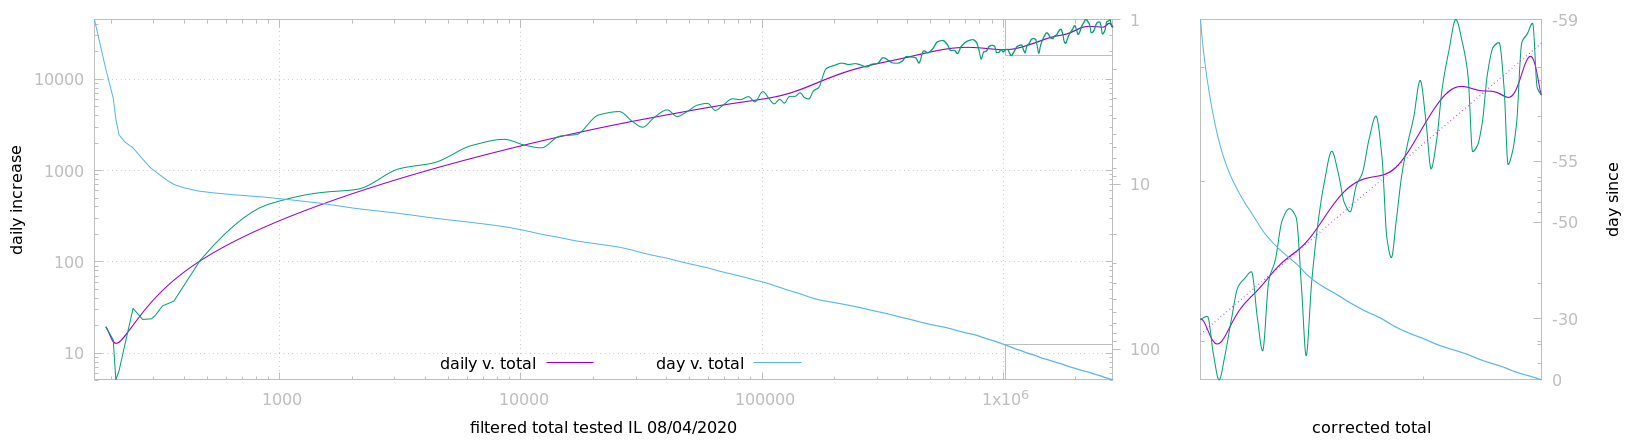 daily increase
10000
1000
100
10
daily v. total
day v. total
1000
10000
100000
1x10⁶
filtered total tested IL 08/04/2020
1
10
100
-59
-55
-50
-30
0
day since
corrected total